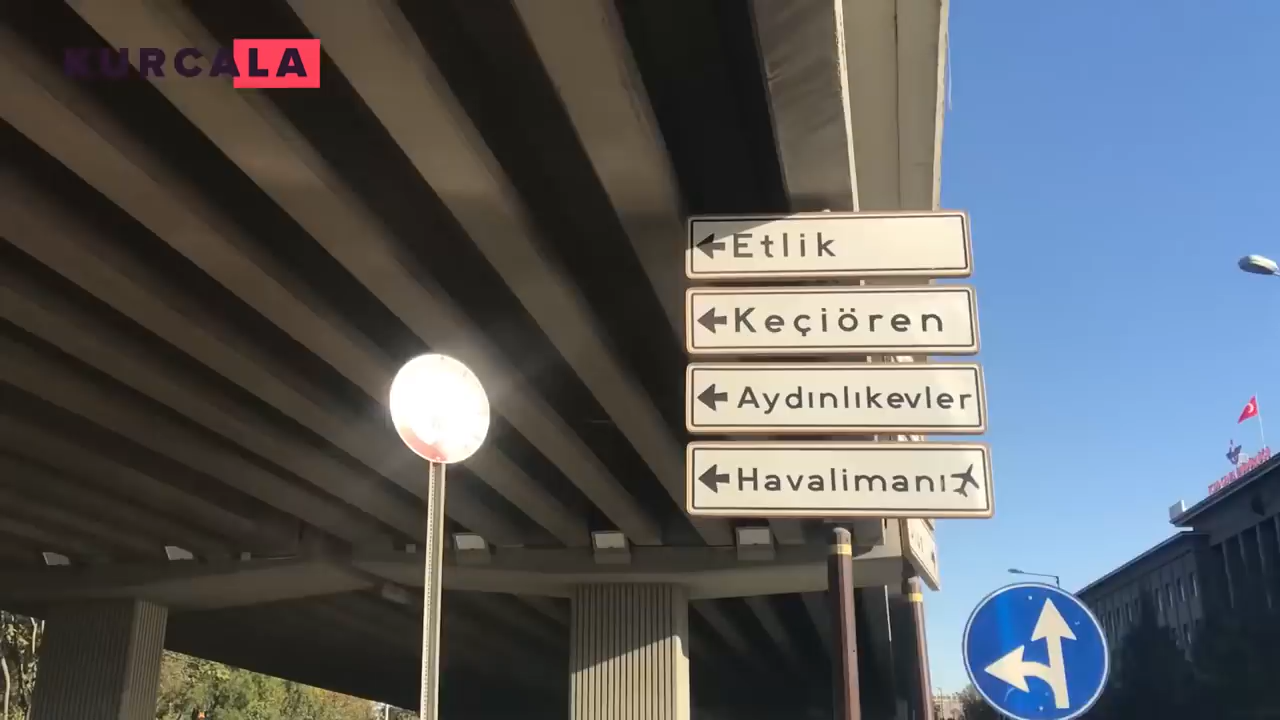 KURCALA
Etlik
Keçiören
Aydınlıkevler
Havalimanı